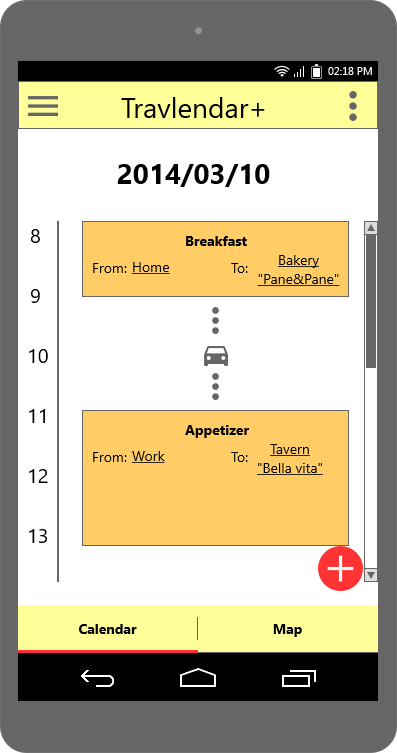 02:18 PM
Travlendar+
2014/03/10
8
Breakfast
From: Home To: Bakery
"Pane&Pane"
9
10
11
Appetizer
From: Work To: Tavern
"Bella vita"
12
13
Calendar Map